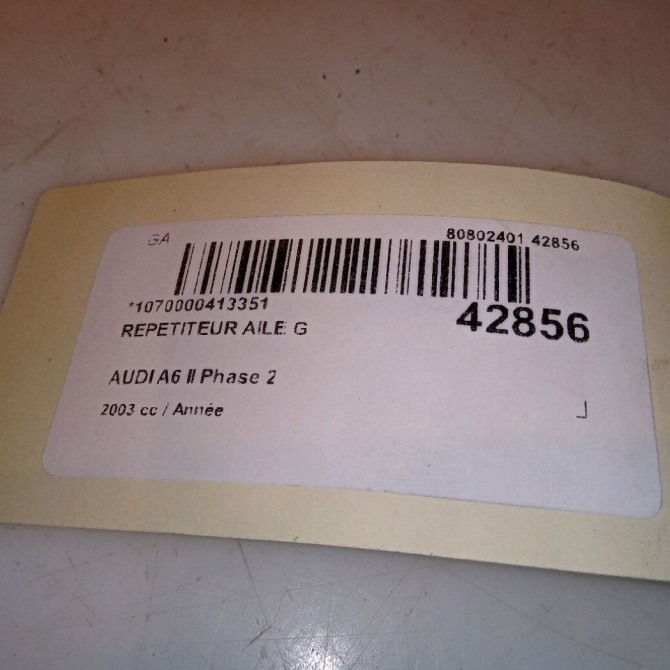 GA 80802401 42856
*1070000413351 42856
REPETITEUR AILE G
AUDI A6 II Phase 2
2003 cc / Année